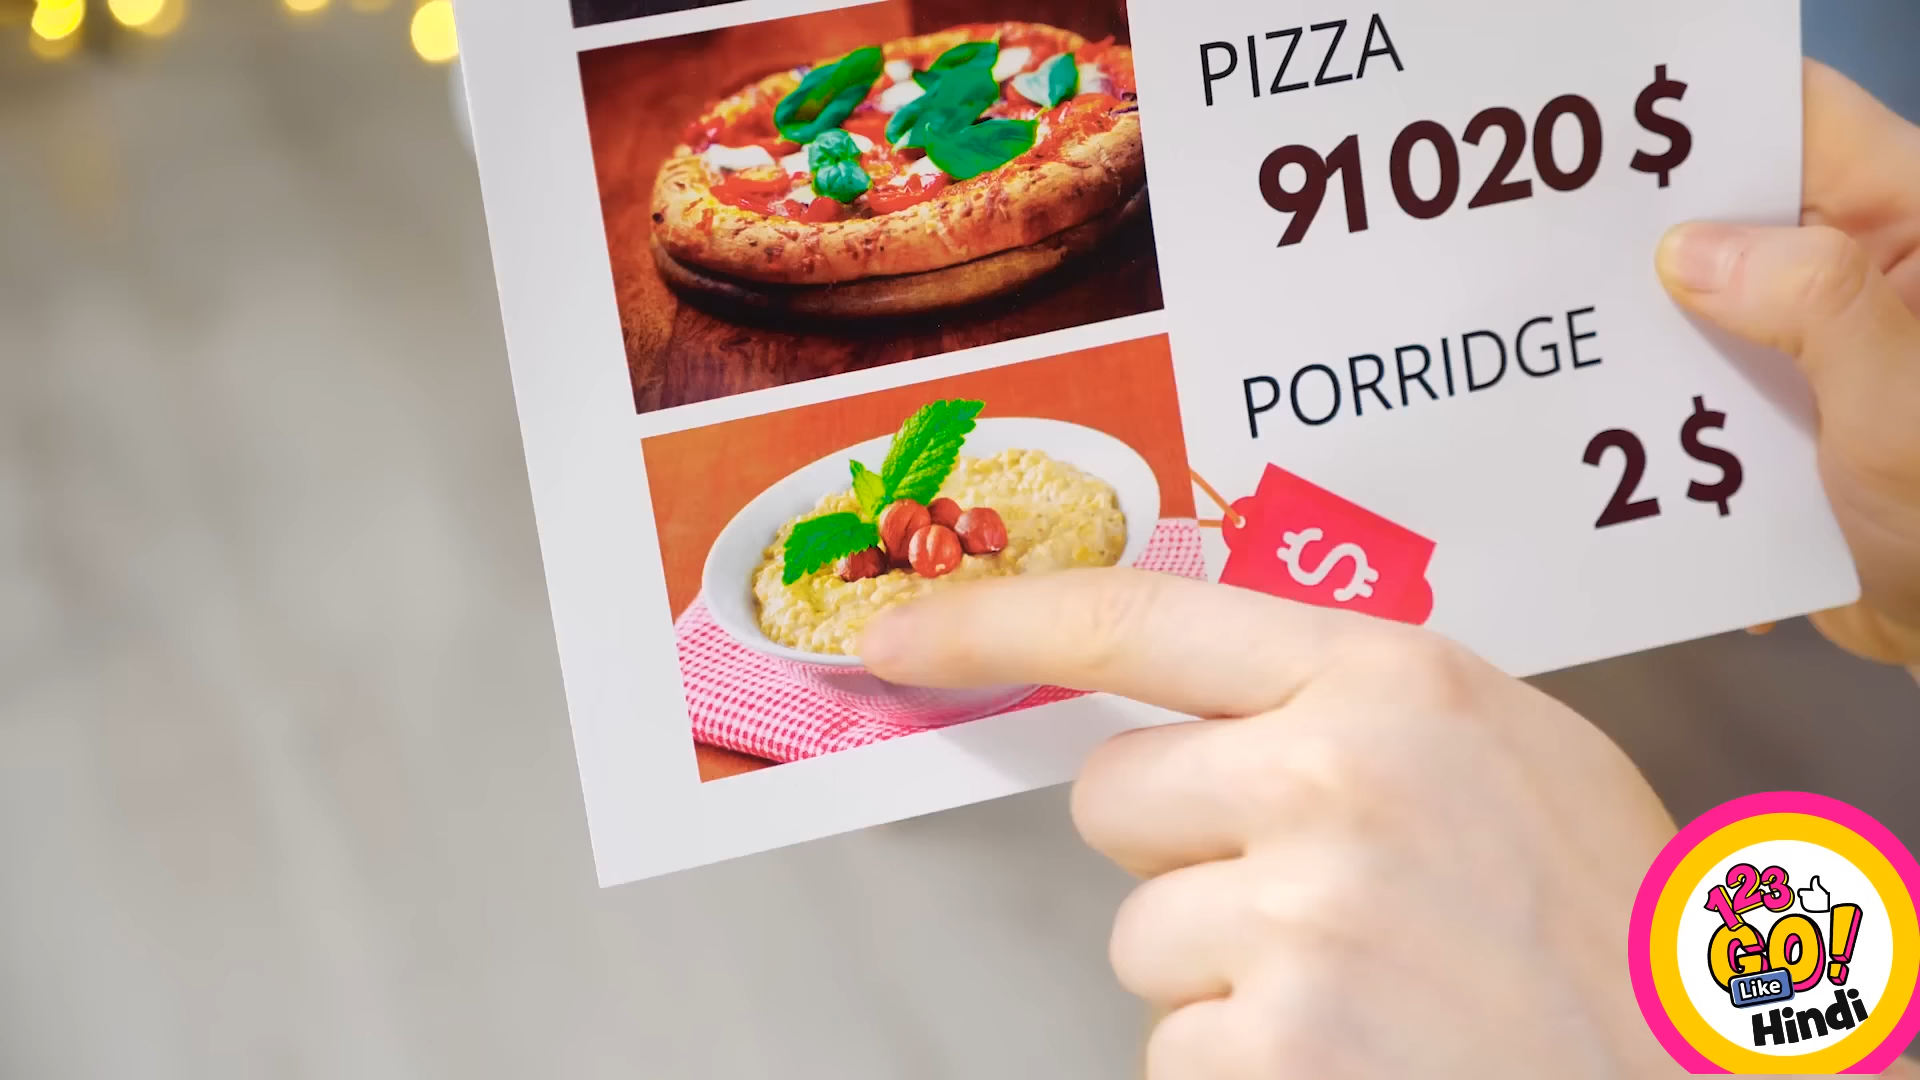 PIZZA
91 020 $
PORRIDGE
2 $
$
123
GO!
Like
Hindi